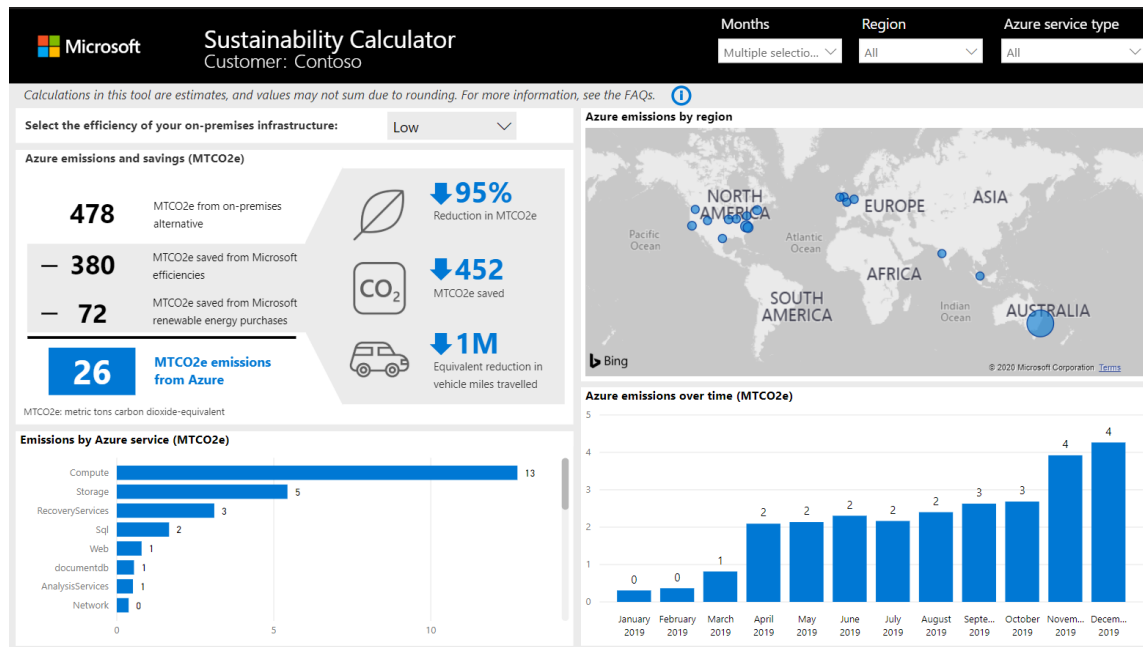 Microsoft
Sustainability Calculator
Customer: Contoso
Months
Multiple selectio...
Region
All
Azure service type
All
Calculations in this tool are estimates, and values may not sum due to rounding. For more information, see the FAQs.
Select the efficiency of your on-premises infrastructure:
Low
Azure emissions and savings (MTCO2e)
478
MTCO2e from on-premises
alternative
− 380
MTCO2e saved from Microsoft
efficiencies
− 72
MTCO2e saved from Microsoft
renewable energy purchases
26
MTCO2e emissions
from Azure
MTCO2e: metric tons carbon dioxide-equivalent
95%
Reduction in MTCO2e
CO2
452
MTCO2e saved
1M
Equivalent reduction in
vehicle miles travelled
Azure emissions by region
NORTH
AMERICA
EUROPE
ASIA
Pacific
Ocean
Atlantic
Ocean
AFRICA
SOUTH
AMERICA
Indian
Ocean
AUSTRALIA
Bing
© 2020 Microsoft Corporation Terms
Emissions by Azure service (MTCO2e)
Compute 13
Storage 5
RecoveryServices 3
Sql 2
Web 1
documentdb 1
AnalysisServices 1
Network 0
0 5 10
Azure emissions over time (MTCO2e)
5
4
3
2
1
0
0 0 1 2 2 2 2 2 3 3 4 4
January February March April May June July August Septe... October Novem... Decem...
2019 2019 2019 2019 2019 2019 2019 2019 2019 2019 2019 2019